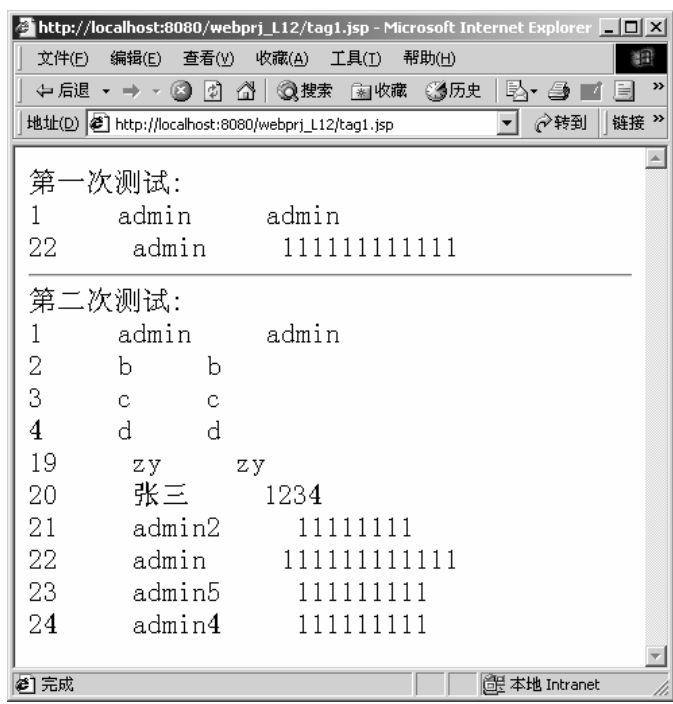 http://localhost:8080/webprj_L12/tag1.jsp - Microsoft Internet Explorer
文件(F) 编辑(E) 查看(V) 收藏(A) 工具(T) 帮助(H)
后退 搜索 收藏 历史 »
地址(D) http://localhost:8080/webprj_L12/tag1.jsp 转到 链接 »
第一次测试:
1 admin admin
22 admin 111111111111
第二次测试:
1 admin admin
2 b b
3 c c
4 d d
19 zy zy
20 张三 1234
21 admin2 11111111
22 admin 111111111111
23 admin5 111111111
24 admin4 111111111
完成 本地 Intranet